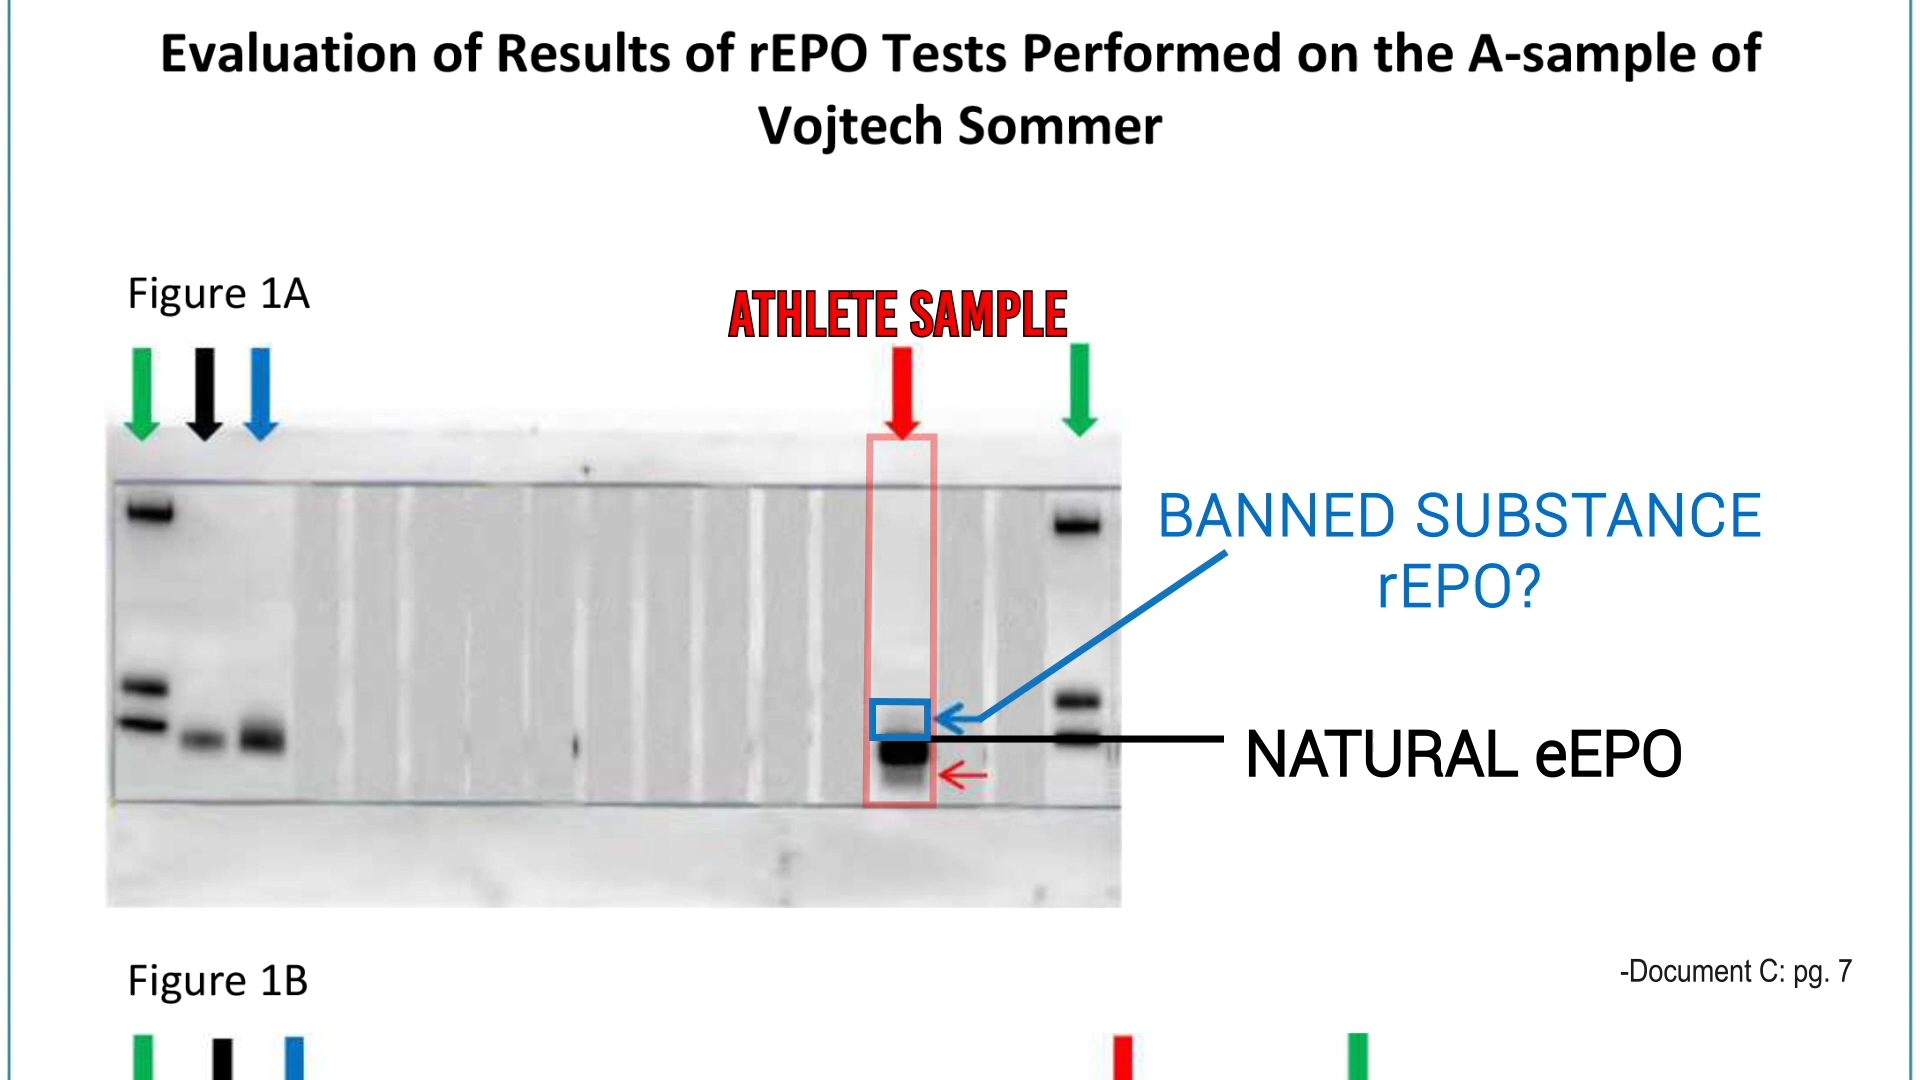 Evaluation of Results of rEPO Tests Performed on the A-sample of
Vojtech Sommer
Figure 1A
ATHLETE SAMPLE
BANNED SUBSTANCE
rEPO?
NATURAL eEPO
Figure 1B
-Document C: pg. 7